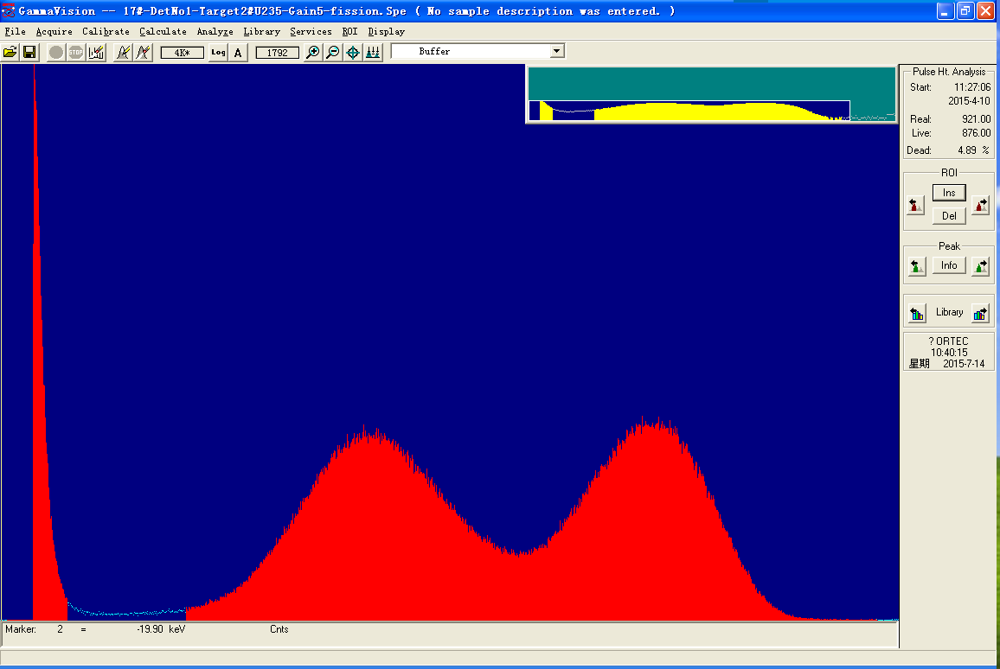 GammaVision -- 17#-DetNo1-Target2#U235-Gain5-fission.Spe ( No sample description was entered. )
File Acquire Calibrate Calculate Analyze Library Services ROI Display
STOP 4K* Log A 1792 Buffer
Pulse Ht. Analysis
Start: 11:27:06
2015-4-10
Real: 921.00
Live: 876.00
Dead: 4.89 %
ROI
Ins
Del
Peak
Info
Library
? ORTEC
10:40:15
星期 2015-7-14
Marker: 2 = -19.90 keV Cnts